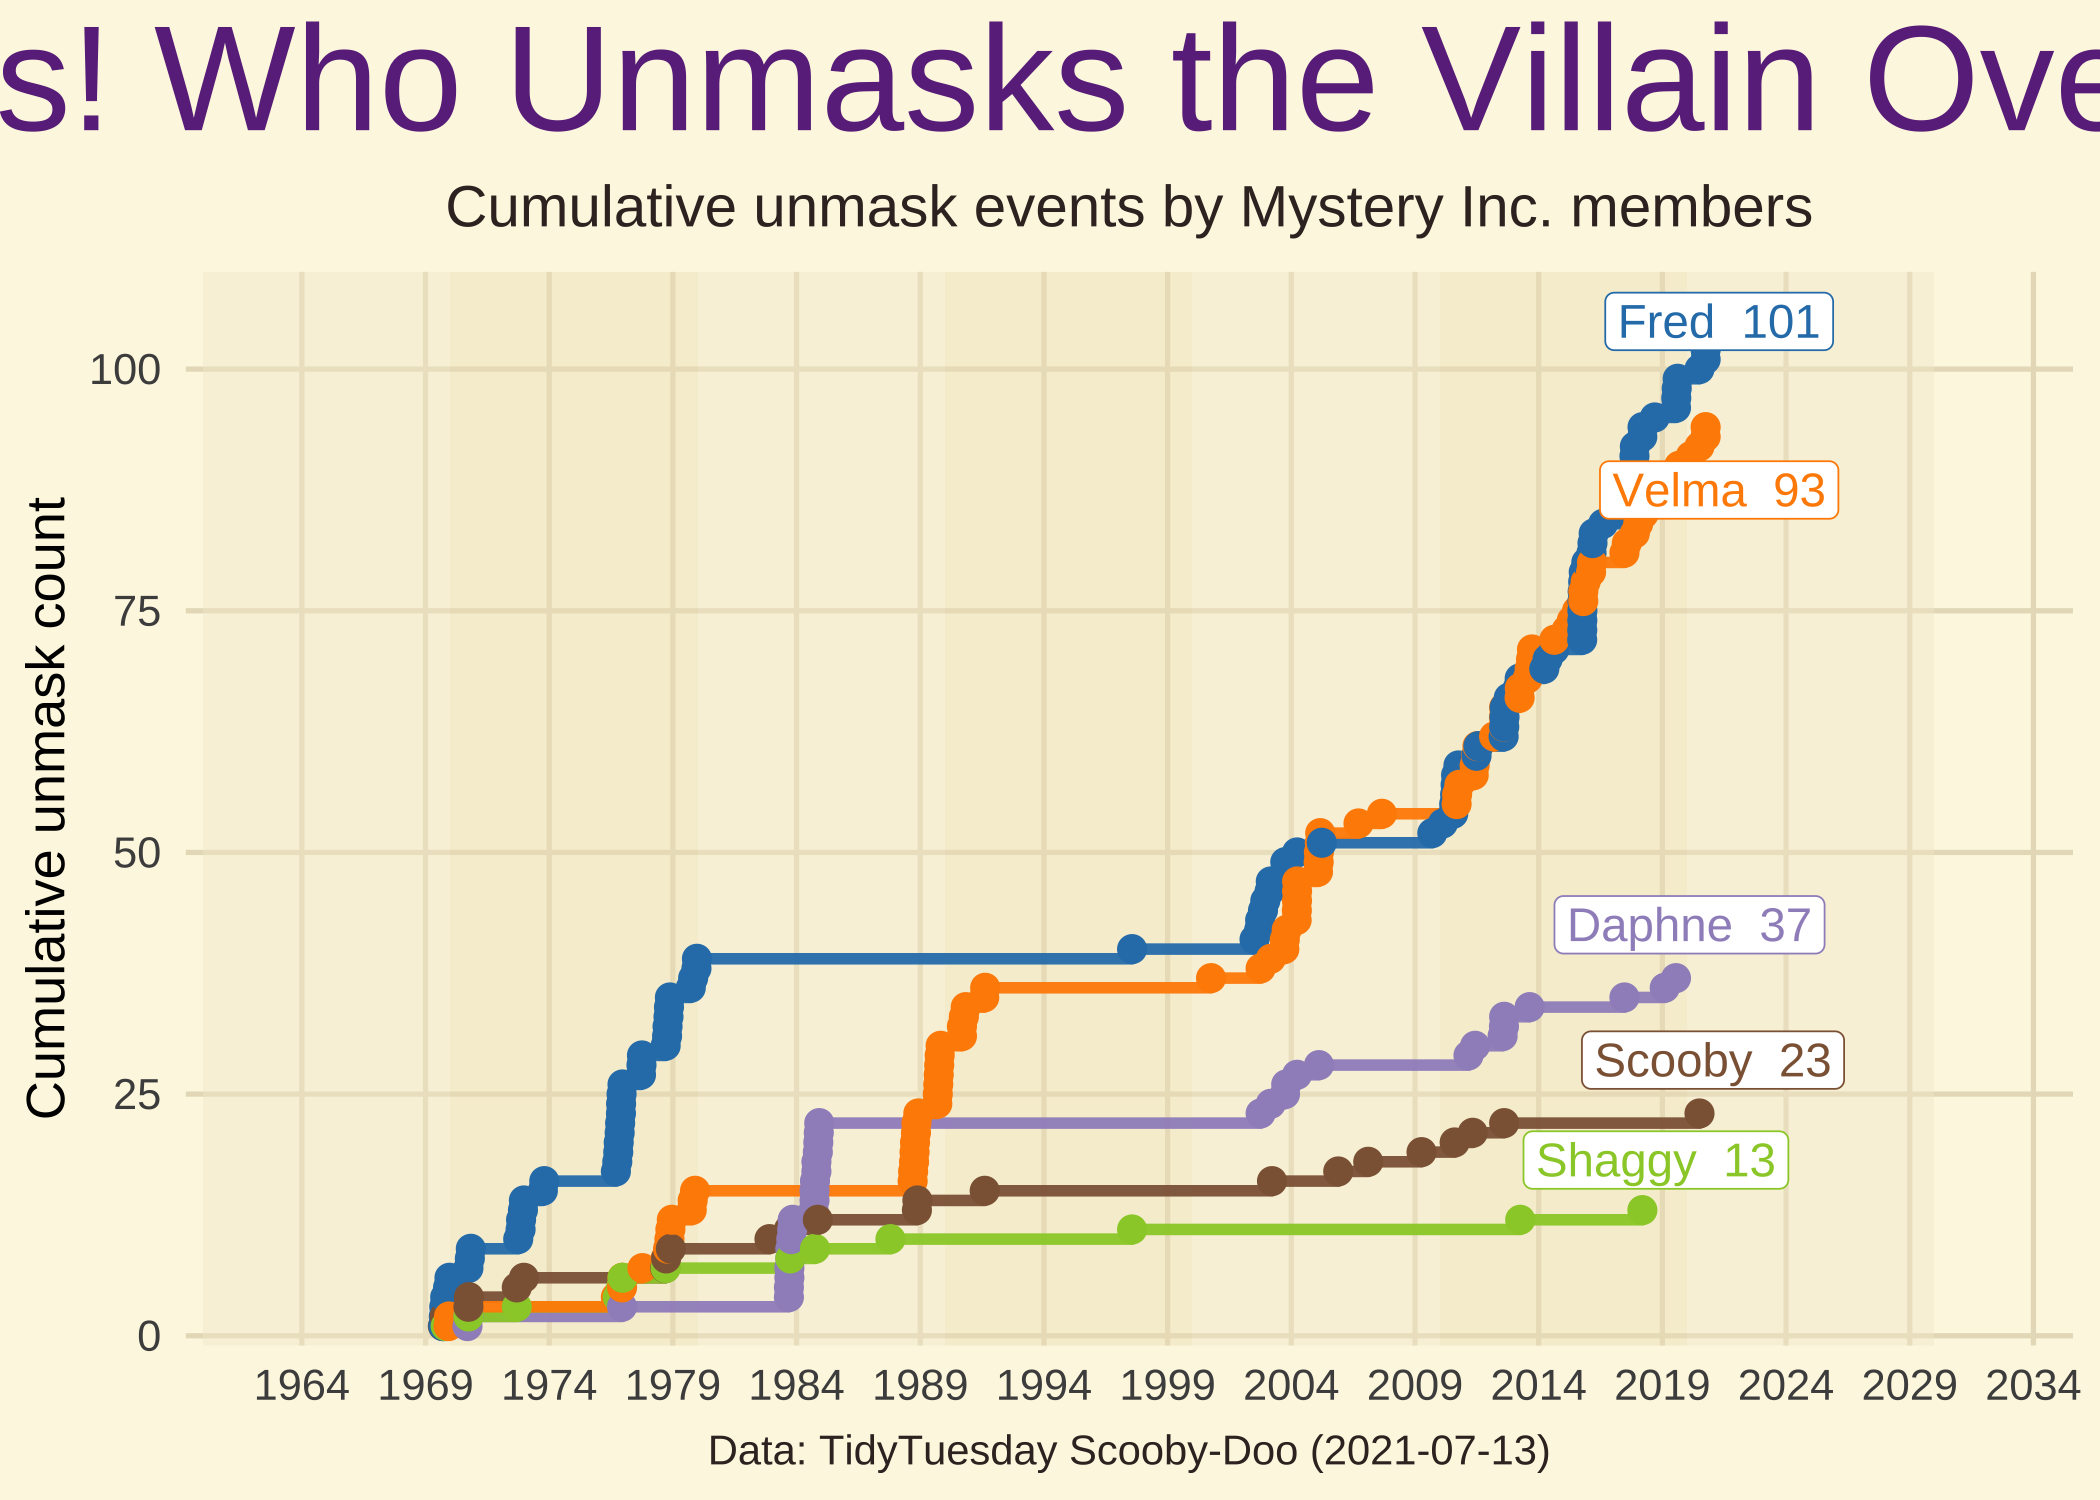 s! Who Unmasks the Villain Ove
Cumulative unmask events by Mystery Inc. members
Cumulative unmask count
100
75
50
25
0
Fred 101
Velma 93
Daphne 37
Scooby 23
Shaggy 13
1964 1969 1974 1979 1984 1989 1994 1999 2004 2009 2014 2019 2024 2029 2034
Data: TidyTuesday Scooby-Doo (2021-07-13)